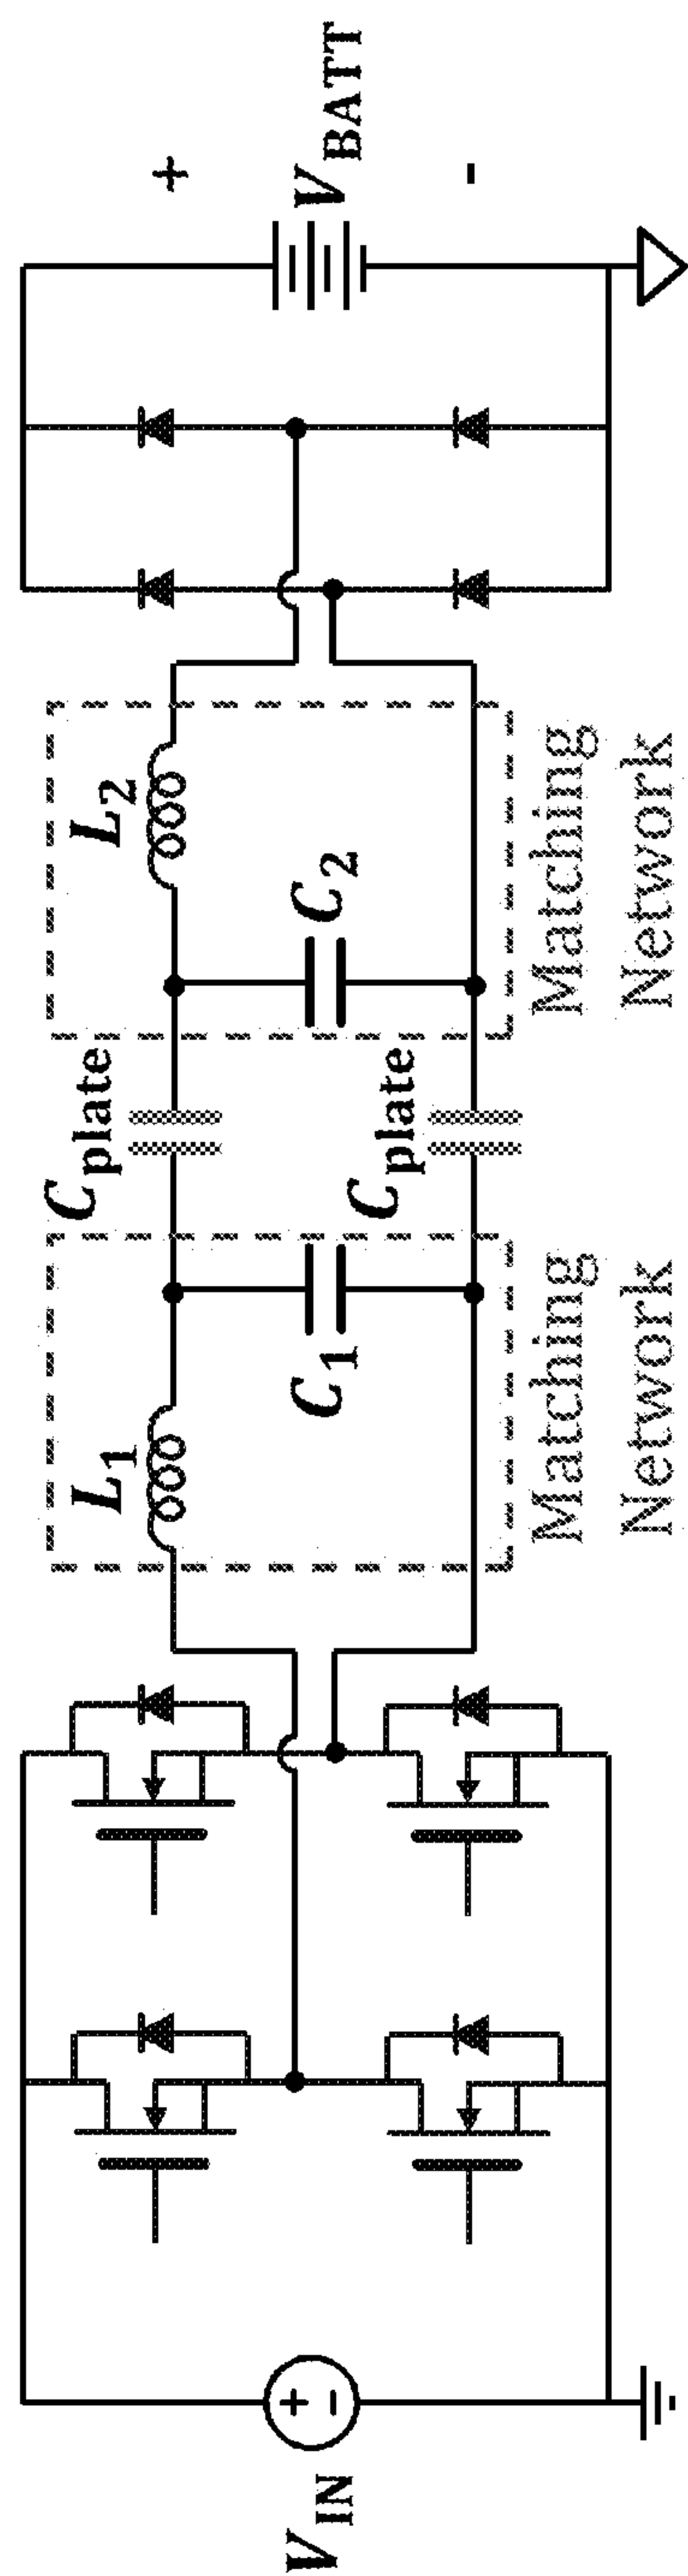 V_IN
+
-
L_1
C_1
Matching
Network
C_plate
C_plate
L_2
C_2
Matching
Network
+
V_BATT
-